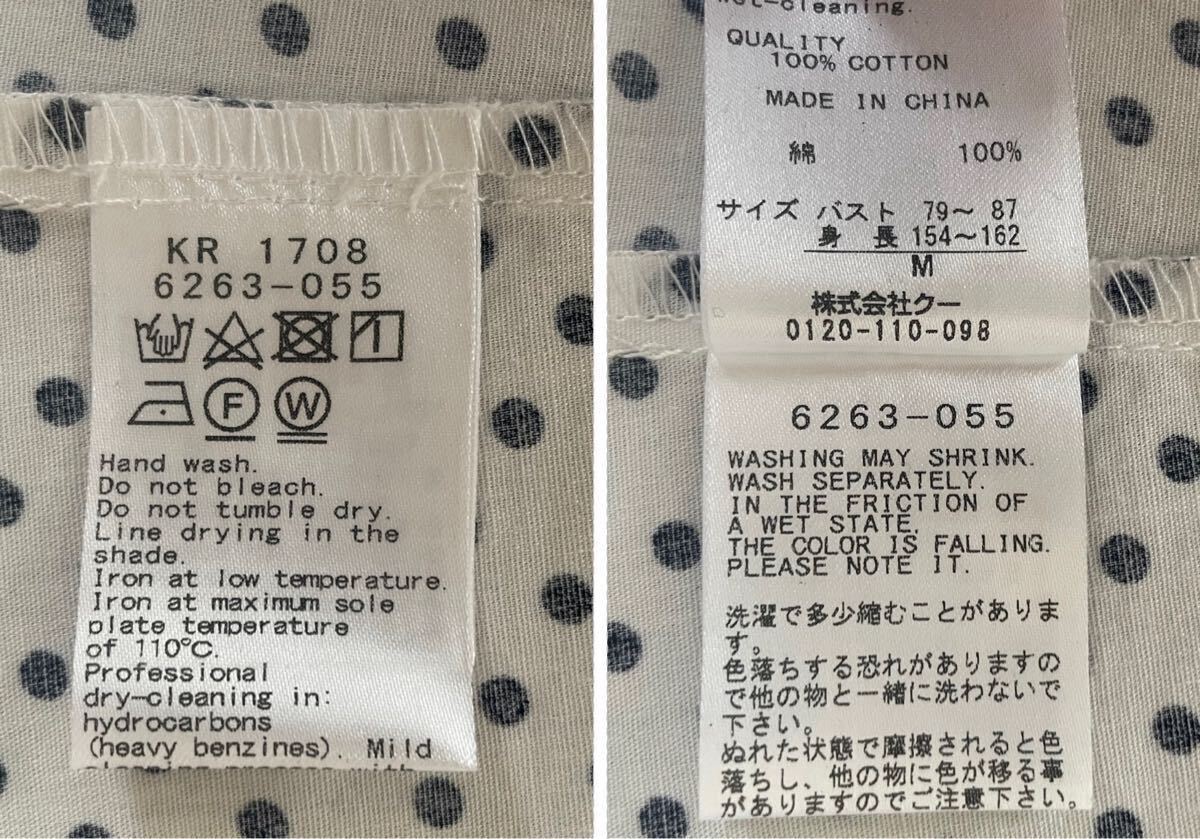 KR 1708
6263-055
F W
Hand wash.
Do not bleach.
Do not tumble dry.
Line drying in the
shade.
Iron at low temperature.
Iron at maximum sole
plate temperature
of 110℃.
Professional
dry-cleaning in:
hydrocarbons
(heavy benzines). Mild
wet-cleaning.
QUALITY
100% COTTON
MADE IN CHINA
綿 100%
サイズ バスト 79〜 87
身 長 154〜162
M
株式会社クー
0120-110-098
6263-055
WASHING MAY SHRINK.
WASH SEPARATELY.
IN THE FRICTION OF
A WET STATE,
THE COLOR IS FALLING.
PLEASE NOTE IT.
洗濯で多少縮むことがありま
す。
色落ちする恐れがありますの
で他の物と一緒に洗わないで
下さい。
ぬれた状態で摩擦されると色
落ちし、他の物に色が移る事
がありますのでご注意下さい。